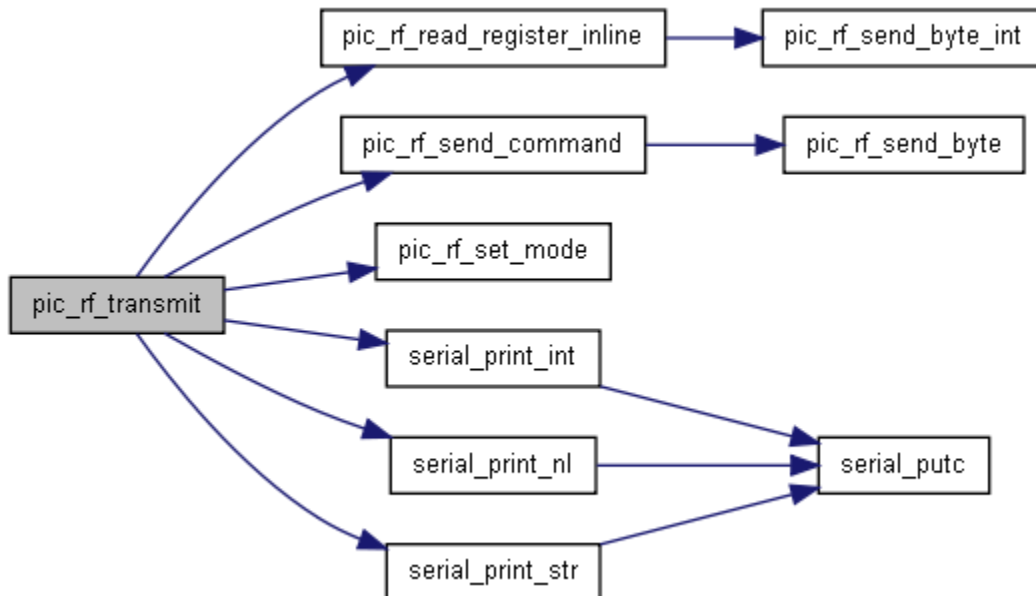 pic_rf_read_register_inline
pic_rf_send_byte_int
pic_rf_send_command
pic_rf_send_byte
pic_rf_set_mode
pic_rf_transmit
serial_print_int
serial_print_nl
serial_putc
serial_print_str